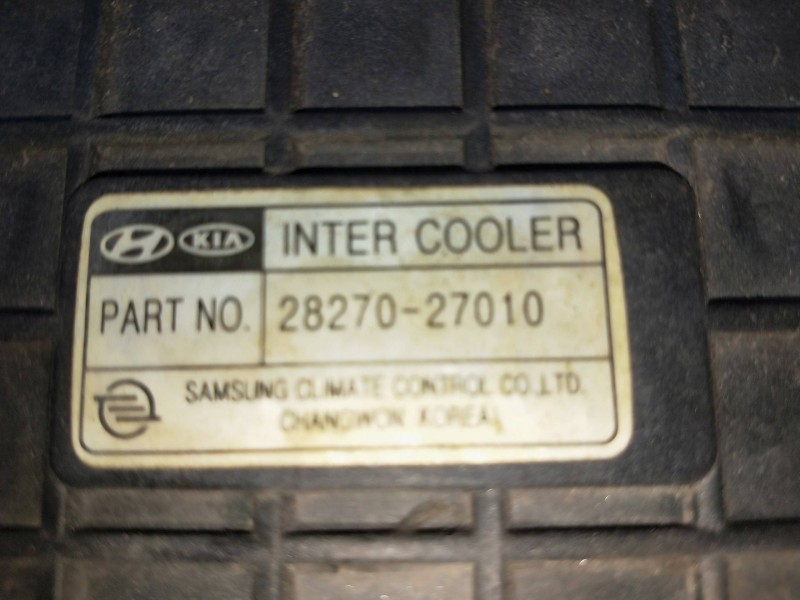 H KIA INTER COOLER
PART NO. 28270-27010
SAMSUNG CLIMATE CONTROL CO.,LTD.
CHANGWON KOREA